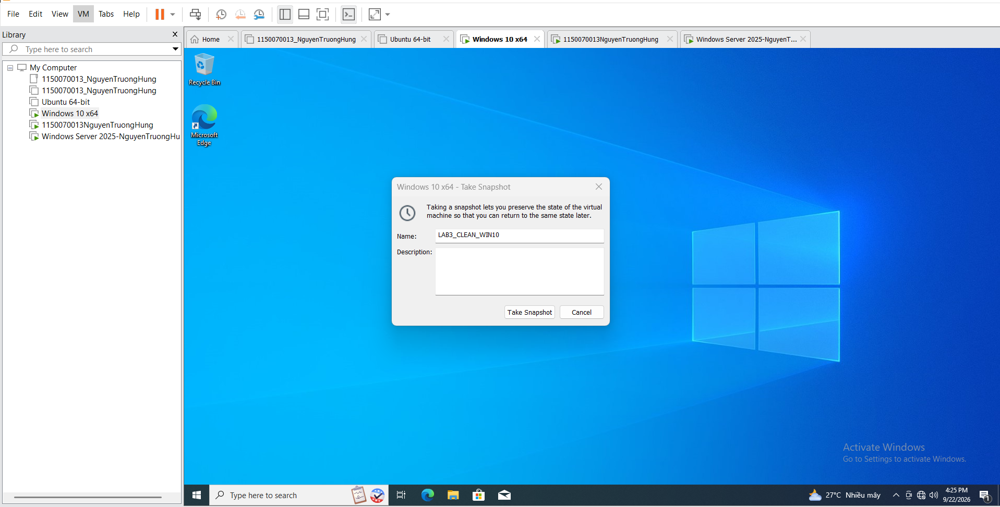 File Edit View VM Tabs Help
Library
Type here to search
My Computer
1150070013_NguyenTruongHung
1150070013_NguyenTruongHung
Ubuntu 64-bit
Windows 10 x64
1150070013NguyenTruongHung
Windows Server 2025-NguyenTruongHu
Home
1150070013_NguyenTruongHung
Ubuntu 64-bit
Windows 10 x64
1150070013NguyenTruongHung
Windows Server 2025-NguyenT...
Recycle Bin
Microsoft
Edge
Windows 10 x64 - Take Snapshot
Taking a snapshot lets you preserve the state of the virtual
machine so that you can return to the same state later.
Name: LAB3_CLEAN_WIN10
Description:
Take Snapshot Cancel
Activate Windows
Go to Settings to activate Windows.
Type here to search
27°C Nhiều mây
4:25 PM
9/22/2026
1